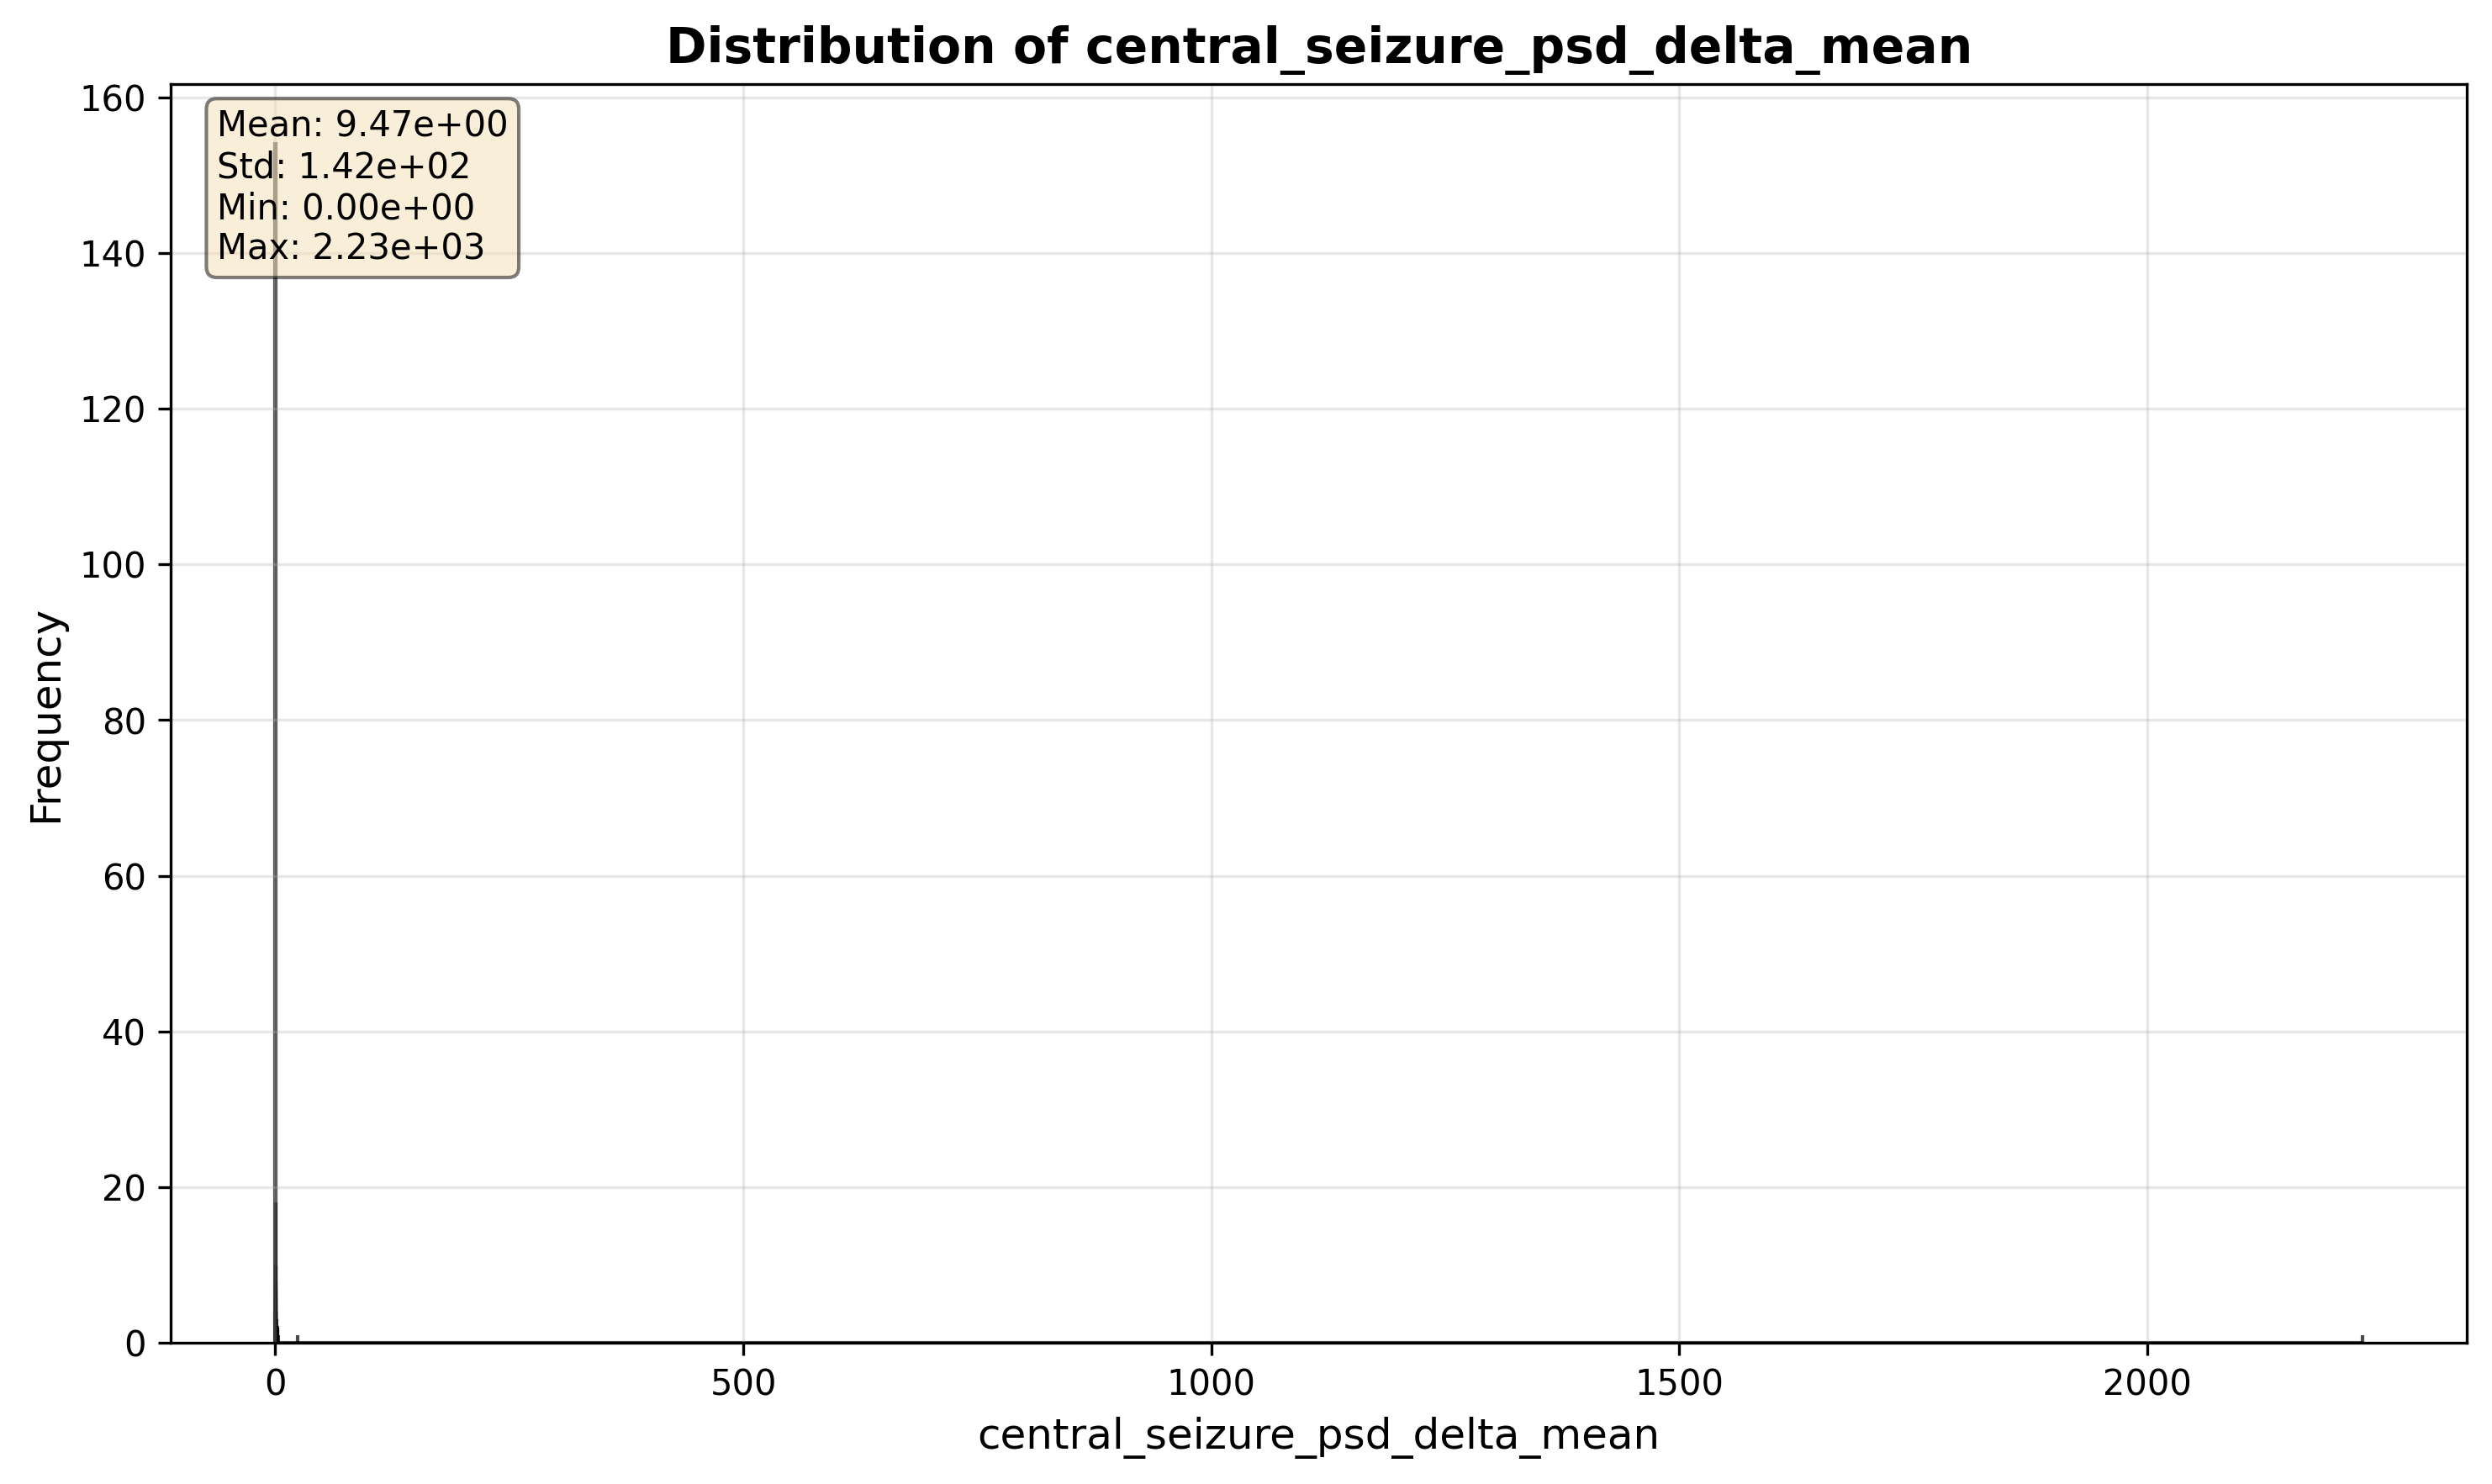 Distribution of central_seizure_psd_delta_mean
160
140
120
100
80
60
40
20
0
Frequency
Mean: 9.47e+00
Std: 1.42e+02
Min: 0.00e+00
Max: 2.23e+03
0 500 1000 1500 2000
central_seizure_psd_delta_mean